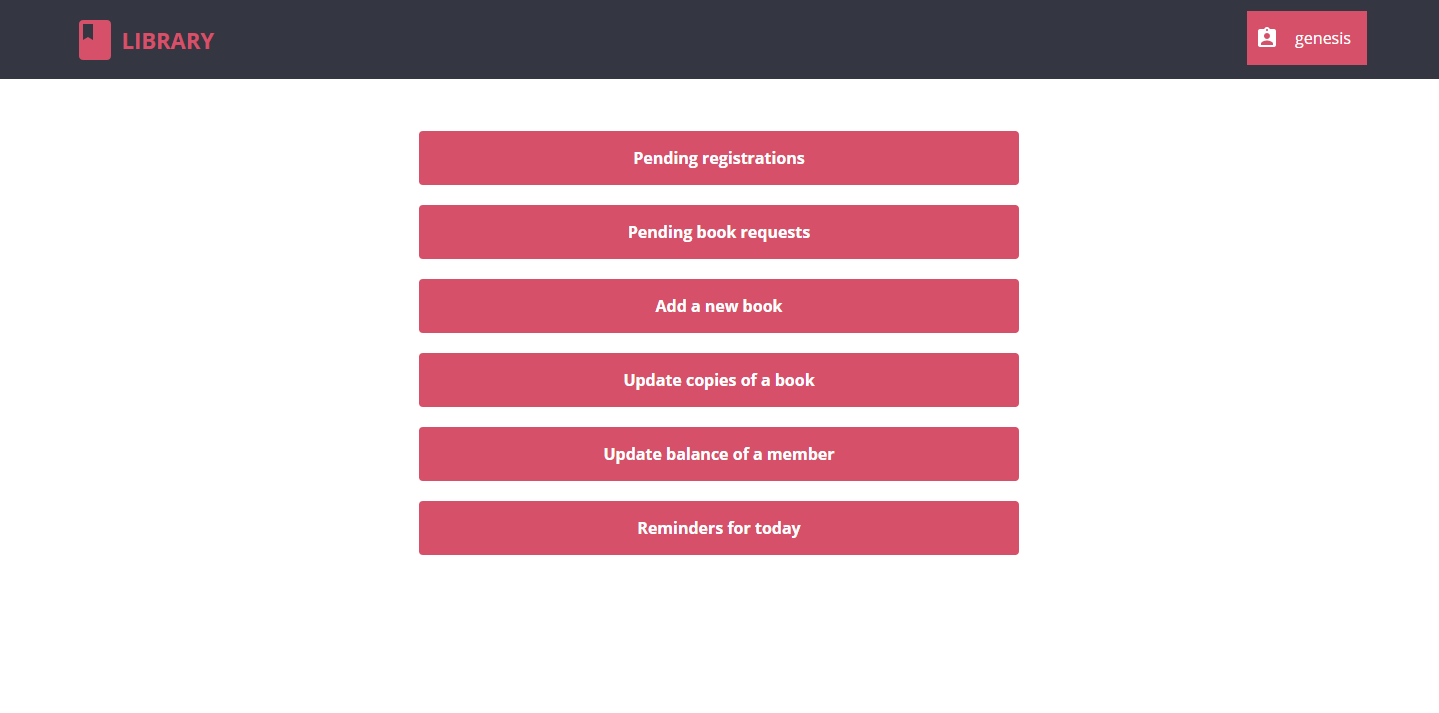 LIBRARY
genesis
Pending registrations
Pending book requests
Add a new book
Update copies of a book
Update balance of a member
Reminders for today